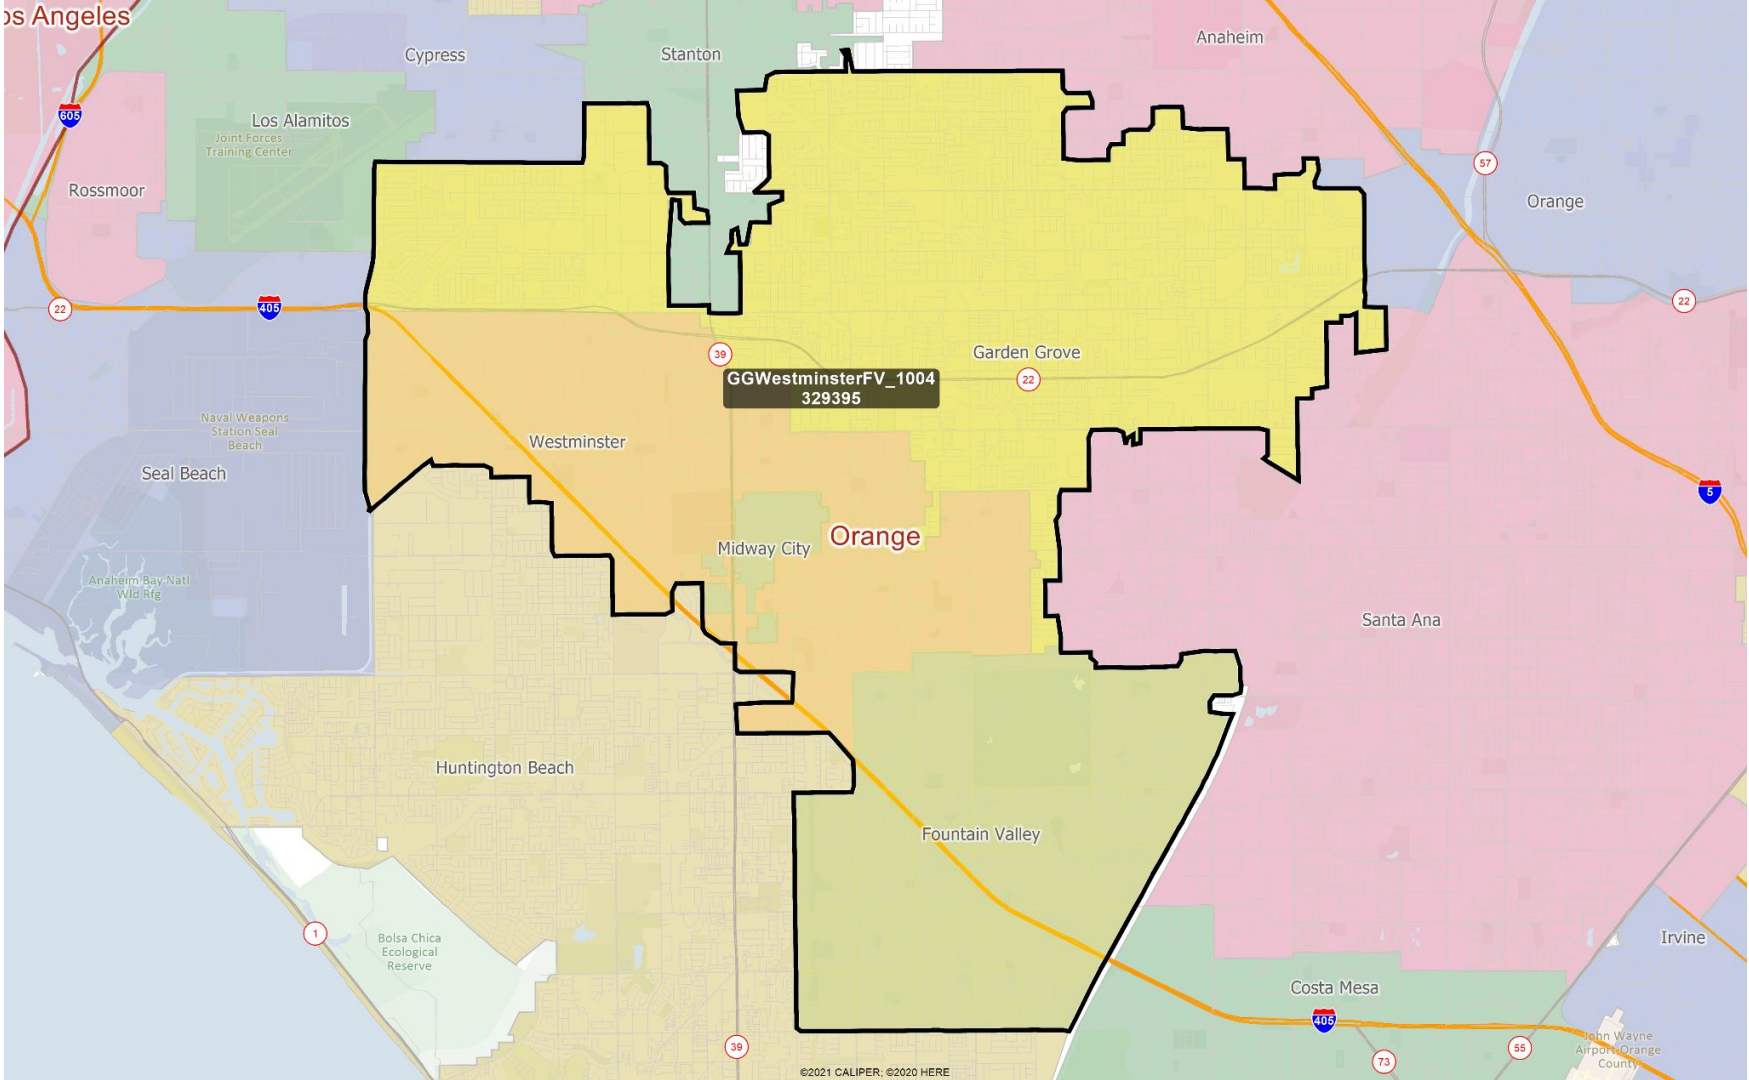 os Angeles
Cypress
Stanton
Anaheim
605
Los Alamitos
Joint Forces
Training Center
57
Rossmoor
Orange
22
405
22
39
Garden Grove
22
GGWestminsterFV_1004
329395
Naval Weapons
Station Seal
Beach
Westminster
Seal Beach
5
Orange
Midway City
Anaheim Bay Natl
Wld Rfg
Santa Ana
Huntington Beach
Fountain Valley
1
Bolsa Chica
Ecological
Reserve
Irvine
Costa Mesa
405
39
John Wayne
Airport-Orange
County
55
73
©2021 CALIPER; ©2020 HERE